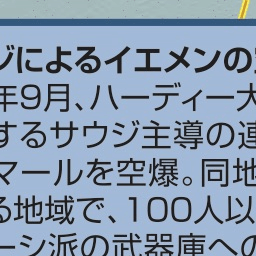 ジによるイエメンの
年9月、ハーディー大
するサウジ主導の連
マールを空爆。同地
る地域で、100人以
ーシ派の武器庫への